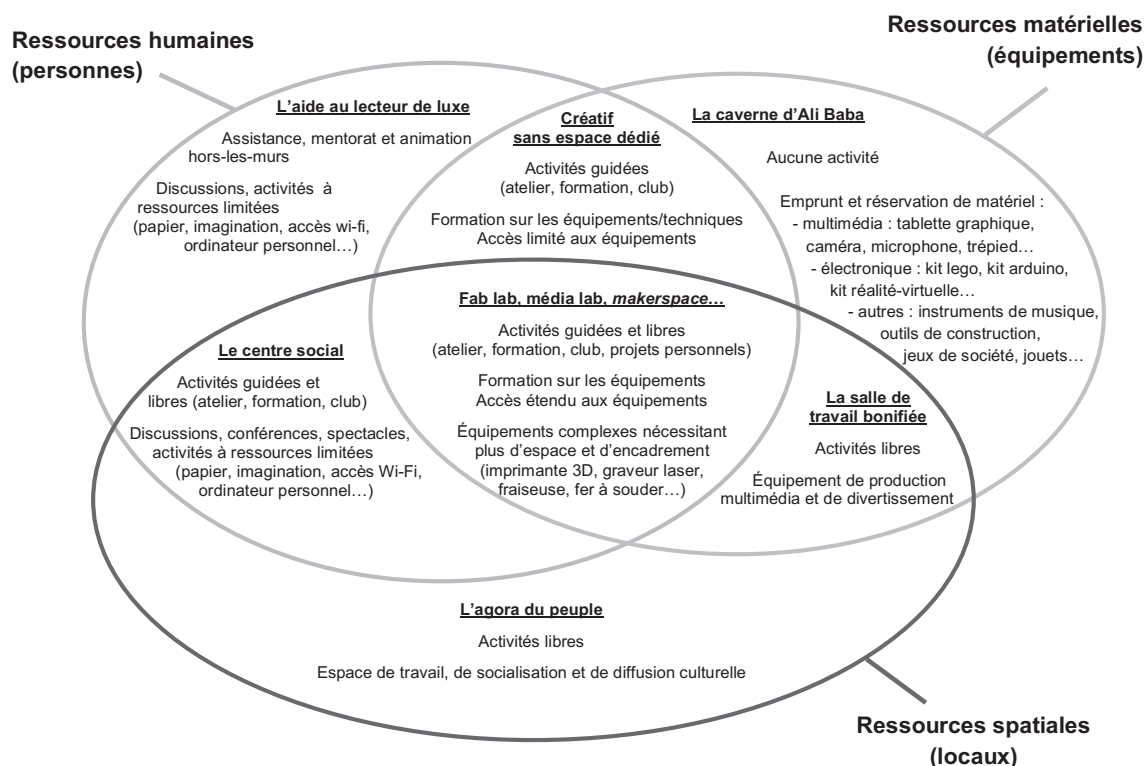 Ressources humaines
(personnes)
Ressources matérielles
(équipements)
L'aide au lecteur de luxe
Assistance, mentorat et animation
hors-les-murs
Discussions, activités à
ressources limitées
(papier, imagination, accès wi-fi,
ordinateur personnel…)
Créatif
sans espace dédié
Activités guidées
(atelier, formation, club)
Formation sur les équipements/techniques
Accès limité aux équipements
La caverne d'Ali Baba
Aucune activité
Emprunt et réservation de matériel :
- multimédia : tablette graphique,
caméra, microphone, trépied…
- électronique : kit lego, kit arduino,
kit réalité-virtuelle…
- autres : instruments de musique,
outils de construction,
jeux de société, jouets…
Fab lab, média lab, makerspace…
Activités guidées et libres
(atelier, formation, club, projets personnels)
Formation sur les équipements
Accès étendu aux équipements
Équipements complexes nécessitant
plus d'espace et d'encadrement
(imprimante 3D, graveur laser,
fraiseuse, fer à souder…)
Le centre social
Activités guidées et
libres (atelier, formation, club)
Discussions, conférences, spectacles,
activités à ressources limitées
(papier, imagination, accès Wi-Fi,
ordinateur personnel…)
La salle de
travail bonifiée
Activités libres
Équipement de production
multimédia et de divertissement
L'agora du peuple
Activités libres
Espace de travail, de socialisation et de diffusion culturelle
Ressources spatiales
(locaux)